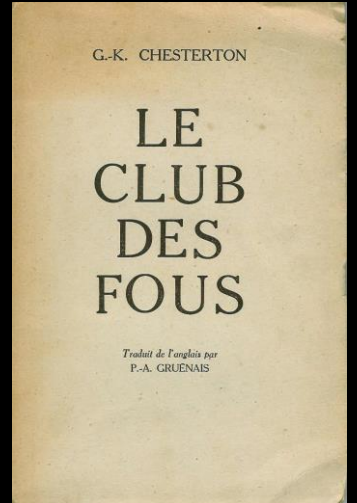 G.-K. CHESTERTON
LE
CLUB
DES
FOUS
Traduit de l'anglais par
P.-A. GRUÉNAIS